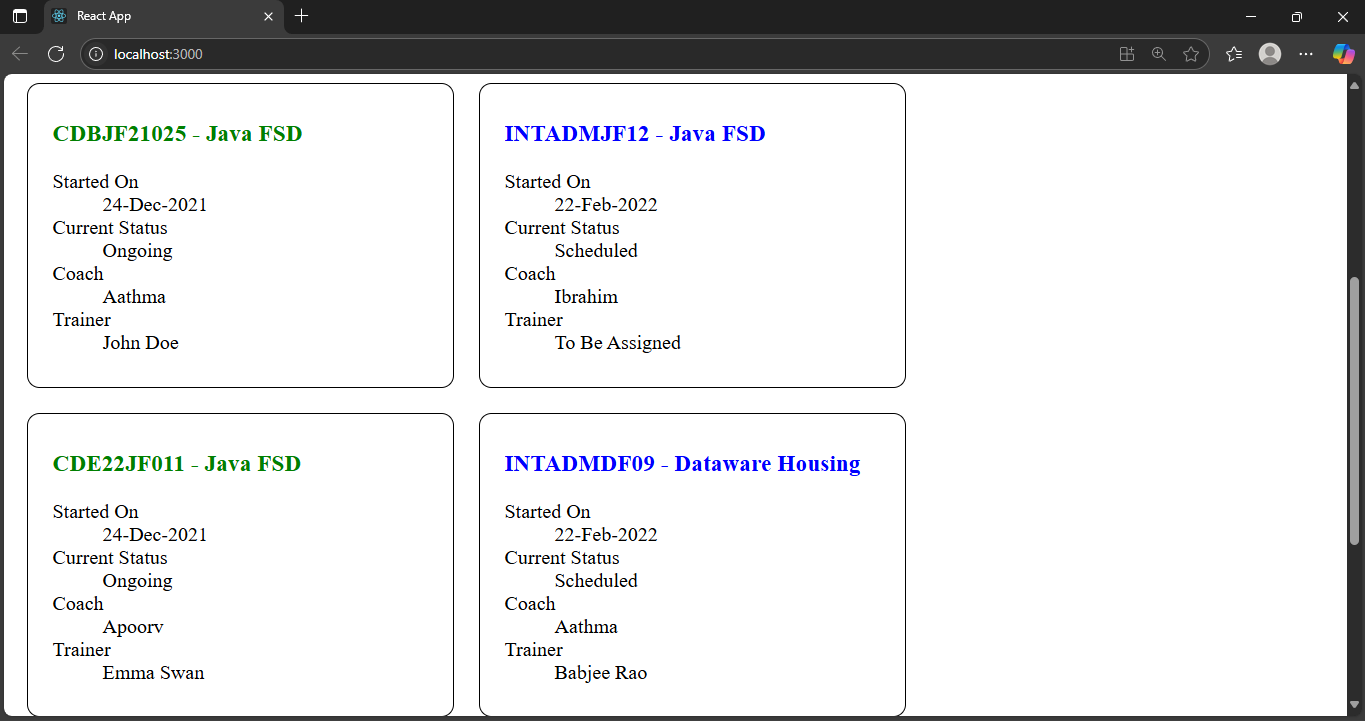 React App
localhost:3000
CDBJF21025 - Java FSD
Started On
24-Dec-2021
Current Status
Ongoing
Coach
Aathma
Trainer
John Doe
INTADMJF12 - Java FSD
Started On
22-Feb-2022
Current Status
Scheduled
Coach
Ibrahim
Trainer
To Be Assigned
CDE22JF011 - Java FSD
Started On
24-Dec-2021
Current Status
Ongoing
Coach
Apoorv
Trainer
Emma Swan
INTADMDF09 - Dataware Housing
Started On
22-Feb-2022
Current Status
Scheduled
Coach
Aathma
Trainer
Babjee Rao